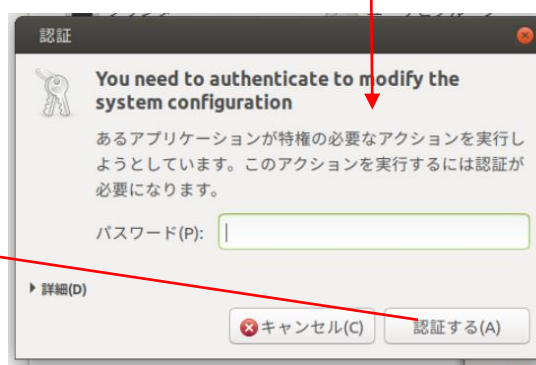 認証
You need to authenticate to modify the
system configuration
あるアプリケーションが特権の必要なアクションを実行し
ようとしています。このアクションを実行するには認証が
必要になります。
パスワード(P):
詳細(D)
キャンセル(C)
認証する(A)